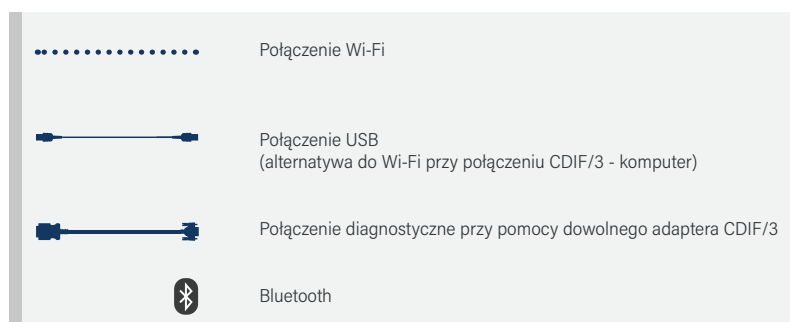 Połączenie Wi-Fi
Połączenie USB
(alternatywa do Wi-Fi przy połączeniu CDIF/3 - komputer)
Połączenie diagnostyczne przy pomocy dowolnego adaptera CDIF/3
Bluetooth